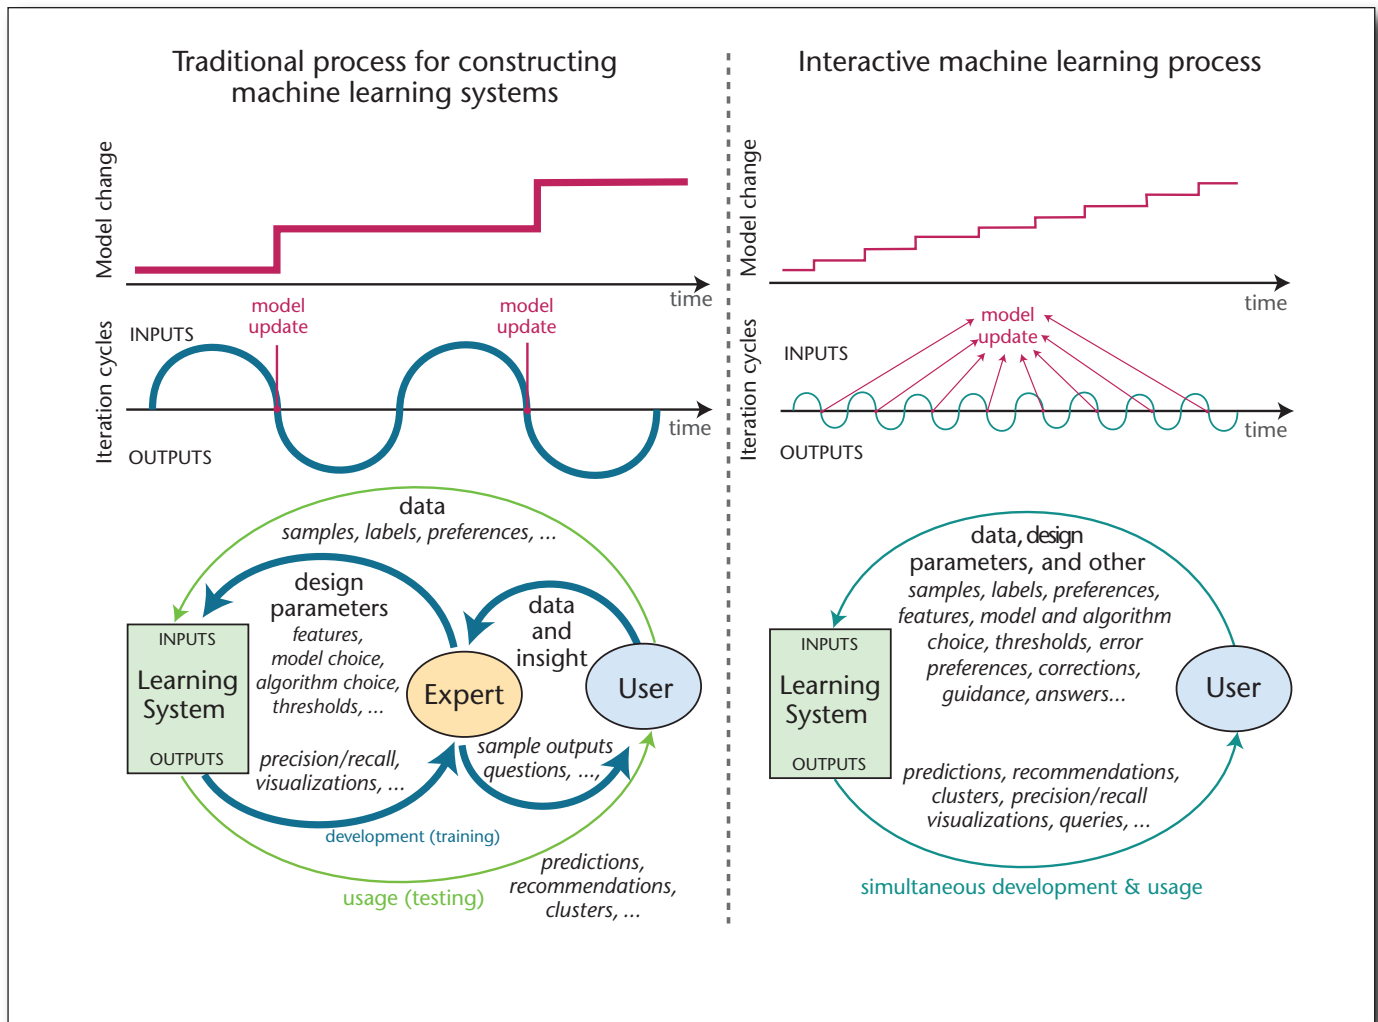 Traditional process for constructing
machine learning systems
Model change
time
model
update
model
update
INPUTS
Iteration cycles
time
OUTPUTS
data
samples, labels, preferences, ...
design
parameters
features,
model choice,
algorithm choice,
thresholds, ...
data
and
insight
INPUTS
Learning
System
OUTPUTS
Expert
User
precision/recall,
visualizations, ...
sample outputs
questions, ...,
development (training)
predictions,
recommendations,
clusters, ...
usage (testing)
Interactive machine learning process
Model change
time
model
update
INPUTS
Iteration cycles
time
OUTPUTS
data, design
parameters, and other
samples, labels, preferences,
features, model and algorithm
choice, thresholds, error
preferences, corrections,
guidance, answers...
INPUTS
Learning
System
OUTPUTS
User
predictions, recommendations,
clusters, precision/recall
visualizations, queries, ...
simultaneous development & usage